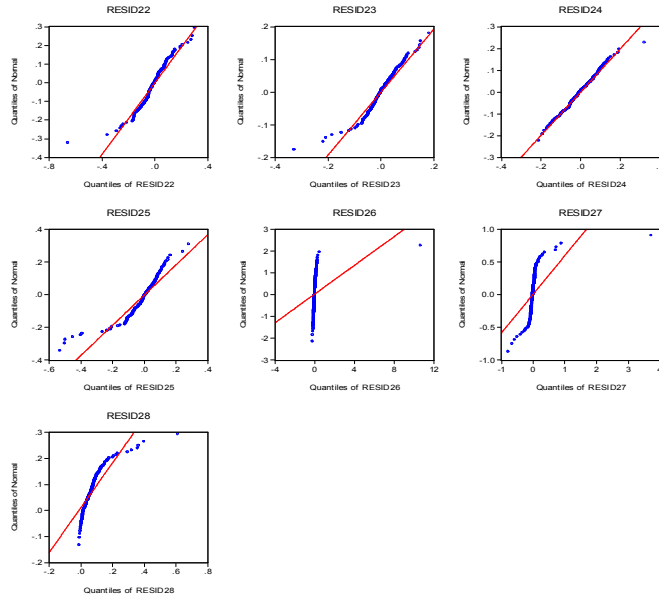 RESID22
Quantiles of Normal
.3
.2
.1
.0
-.1
-.2
-.3
-.4
-.8 -.4 .0 .4
Quantiles of RESID22
RESID23
Quantiles of Normal
.2
.1
.0
-.1
-.2
-.4 -.2 .0 .2
Quantiles of RESID23
RESID24
Quantiles of Normal
.3
.2
.1
.0
-.1
-.2
-.3
-.4 -.2 .0 .2 .4
Quantiles of RESID24
RESID25
Quantiles of Normal
.4
.2
.0
-.2
-.4
-.6 -.4 -.2 .0 .2 .4
Quantiles of RESID25
RESID26
Quantiles of Normal
3
2
1
0
-1
-2
-3
-4 0 4 8 12
Quantiles of RESID26
RESID27
Quantiles of Normal
1.0
0.5
0.0
-0.5
-1.0
-1 0 1 2 3 4
Quantiles of RESID27
RESID28
Quantiles of Normal
.3
.2
.1
.0
-.1
-.2
-.2 .0 .2 .4 .6 .8
Quantiles of RESID28